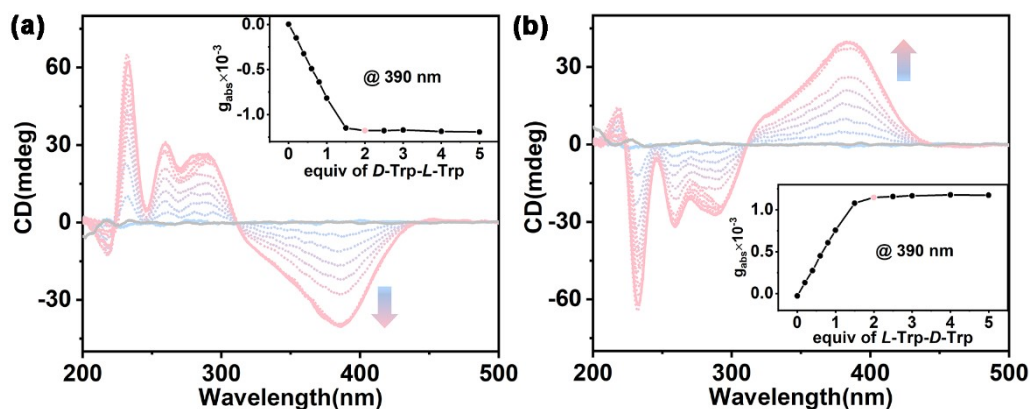 (a)
CD(mdeg)
60
30
0
-30
200
300
400
500
Wavelength(nm)
gabs×10-3
0.0
-0.5
-1.0
@ 390 nm
0 1 2 3 4 5
equiv of D-Trp-L-Trp
(b)
CD(mdeg)
30
0
-30
-60
200
300
400
500
Wavelength(nm)
gabs×10-3
1.0
0.5
0.0
@ 390 nm
0 1 2 3 4 5
equiv of L-Trp-D-Trp